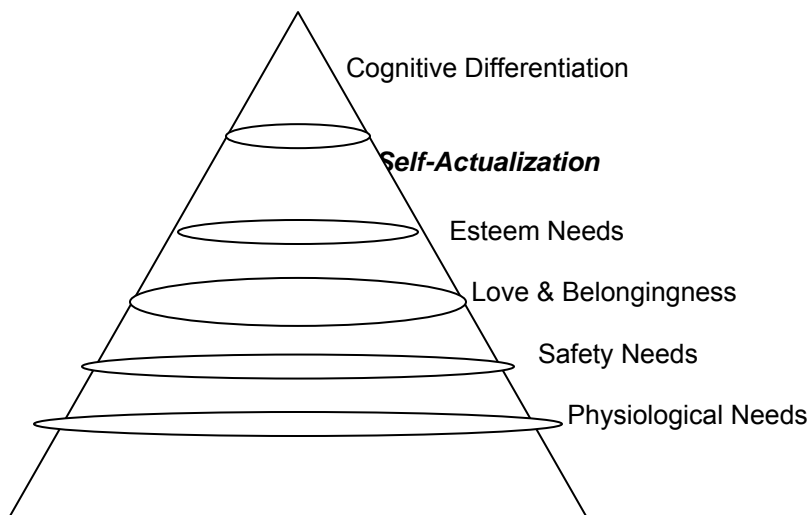 Cognitive Differentiation
Self-Actualization
Esteem Needs
Love & Belongingness
Safety Needs
Physiological Needs